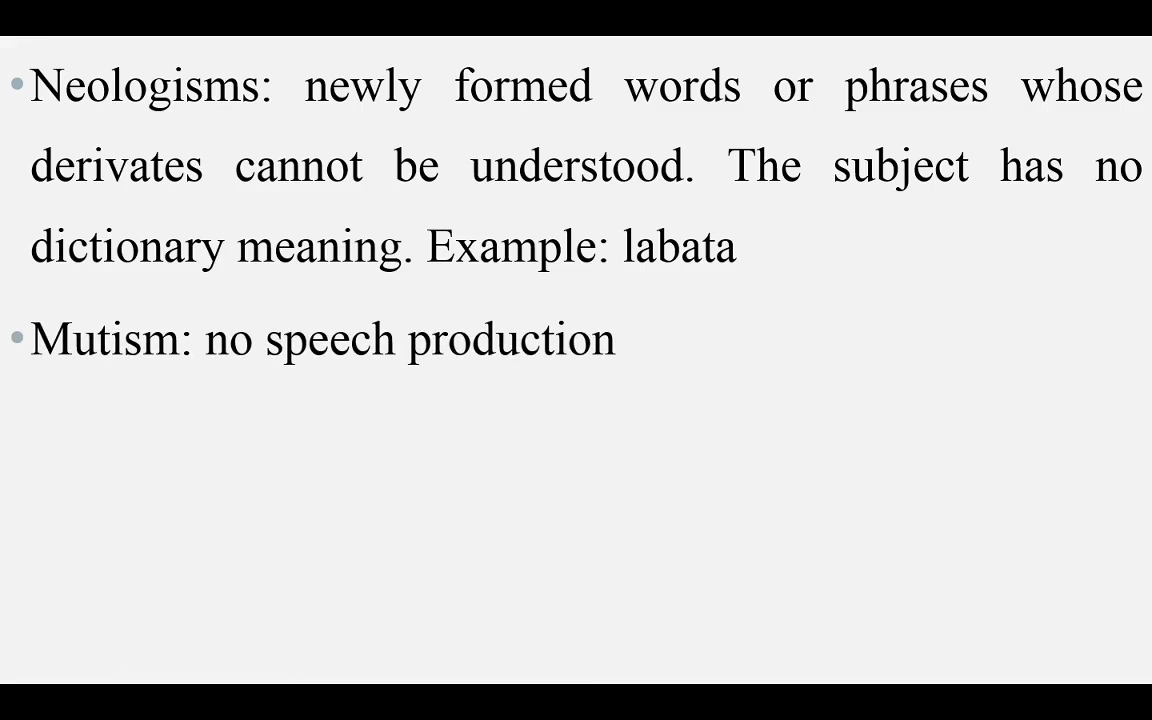 •Neologisms: newly formed words or phrases whose
derivates cannot be understood. The subject has no
dictionary meaning. Example: labata
•Mutism: no speech production